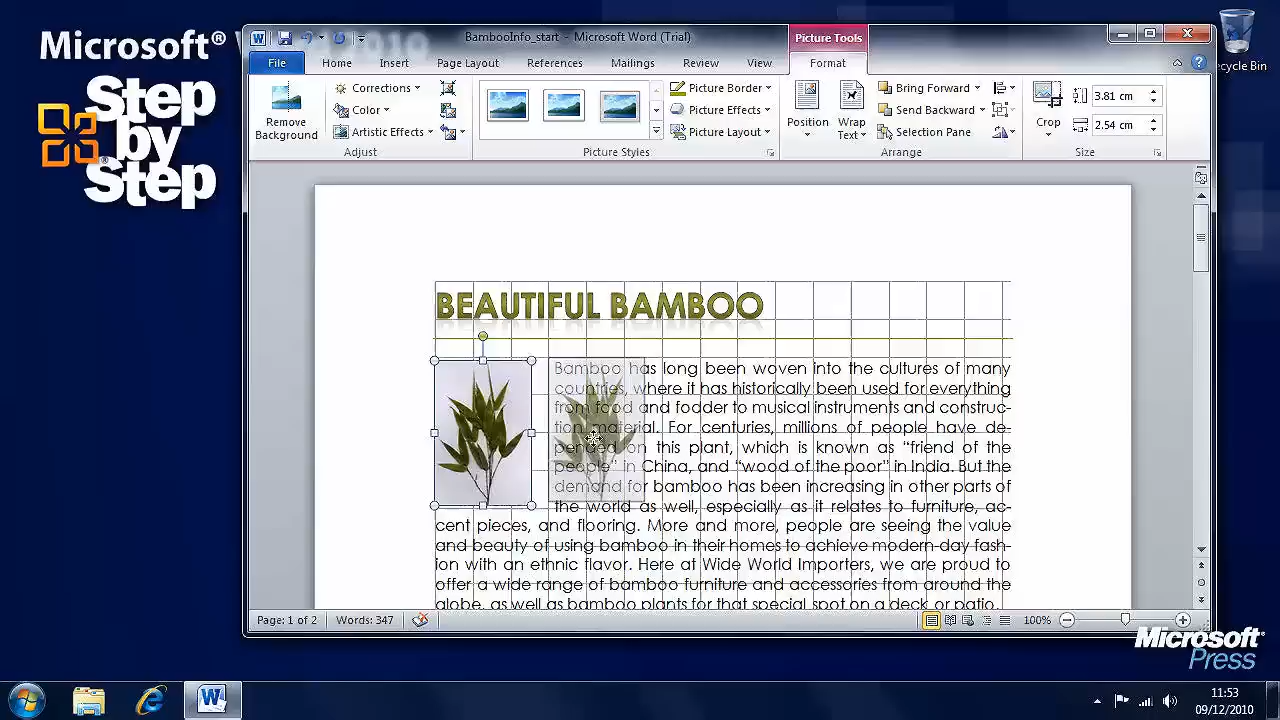 Microsoft®
Step
by
Step
BambooInfo_start - Microsoft Word (Trial)
Picture Tools
File Home Insert Page Layout References Mailings Review View Format
Remove Background
Corrections
Color
Artistic Effects
Adjust
Picture Styles
Picture Border
Picture Effects
Picture Layout
Position
Wrap Text
Bring Forward
Send Backward
Selection Pane
Arrange
Crop
3.81 cm
2.54 cm
Size
cycle Bin
BEAUTIFUL BAMBOO
Bamboo has long been woven into the cultures of many
countries, where it has historically been used for everything
from food and fodder to musical instruments and construc-
tion material. For centuries, millions of people have de-
pended on this plant, which is known as “friend of the
people” in China, and “wood of the poor” in India. But the
demand for bamboo has been increasing in other parts of
the world as well, especially as it relates to furniture, ac-
cent pieces, and flooring. More and more, people are seeing the value
and beauty of using bamboo in their homes to achieve modern-day fash-
ion with an ethnic flavor. Here at Wide World Importers, we are proud to
offer a wide range of bamboo furniture and accessories from around the
globe, as well as bamboo plants for that special spot on a deck or patio.
Page: 1 of 2 Words: 347 100%
Microsoft®
Press
11:53
09/12/2010